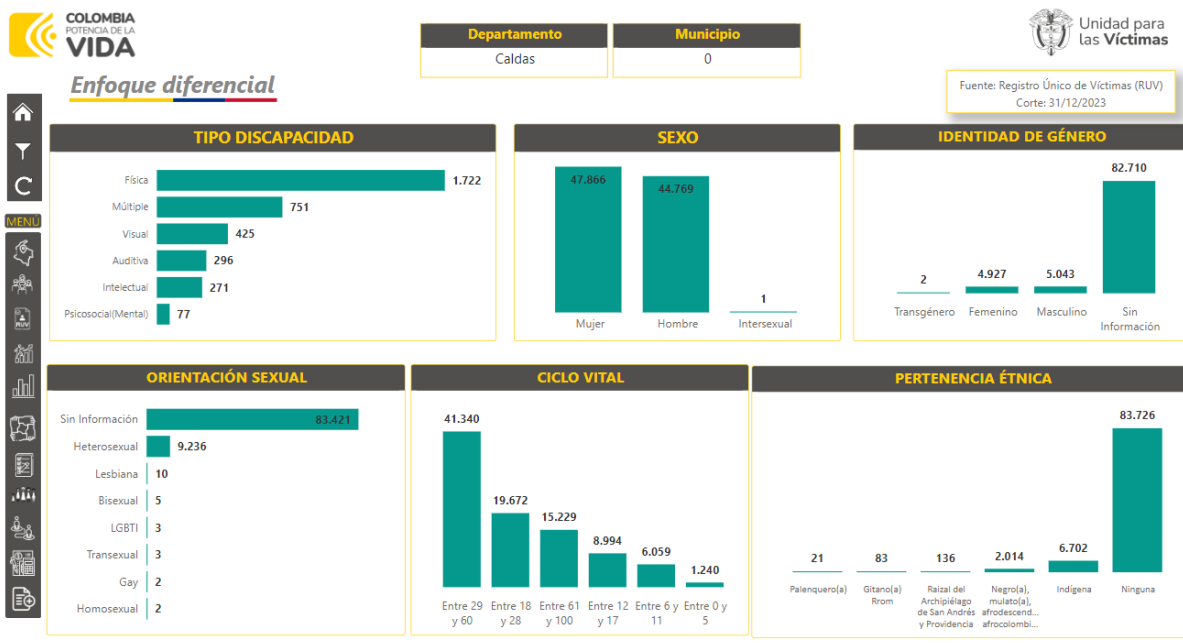 COLOMBIA
POTENCIA DE LA
VIDA
Departamento
Caldas
Municipio
0
Unidad para
las Víctimas
Enfoque diferencial
Fuente: Registro Único de Víctimas (RUV)
Corte: 31/12/2023
MENÚ
RUV
TIPO DISCAPACIDAD
Física 1.722
Múltiple 751
Visual 425
Auditiva 296
Intelectual 271
Psicosocial(Mental) 77
SEXO
47.866
44.769
1
Mujer
Hombre
Intersexual
IDENTIDAD DE GÉNERO
2
4.927
5.043
82.710
Transgénero
Femenino
Masculino
Sin
Información
ORIENTACIÓN SEXUAL
Sin Información 83.421
Heterosexual 9.236
Lesbiana 10
Bisexual 5
LGBTI 3
Transexual 3
Gay 2
Homosexual 2
CICLO VITAL
41.340
19.672
15.229
8.994
6.059
1.240
Entre 29
y 60
Entre 18
y 28
Entre 61
y 100
Entre 12
y 17
Entre 6 y
11
Entre 0 y
5
PERTENENCIA ÉTNICA
21
83
136
2.014
6.702
83.726
Palenquero(a)
Gitano(a)
Rrom
Raizal del
Archipiélago
de San Andrés
y Providencia
Negro(a),
mulato(a),
afrodescend...
afrocolombi...
Indígena
Ninguna